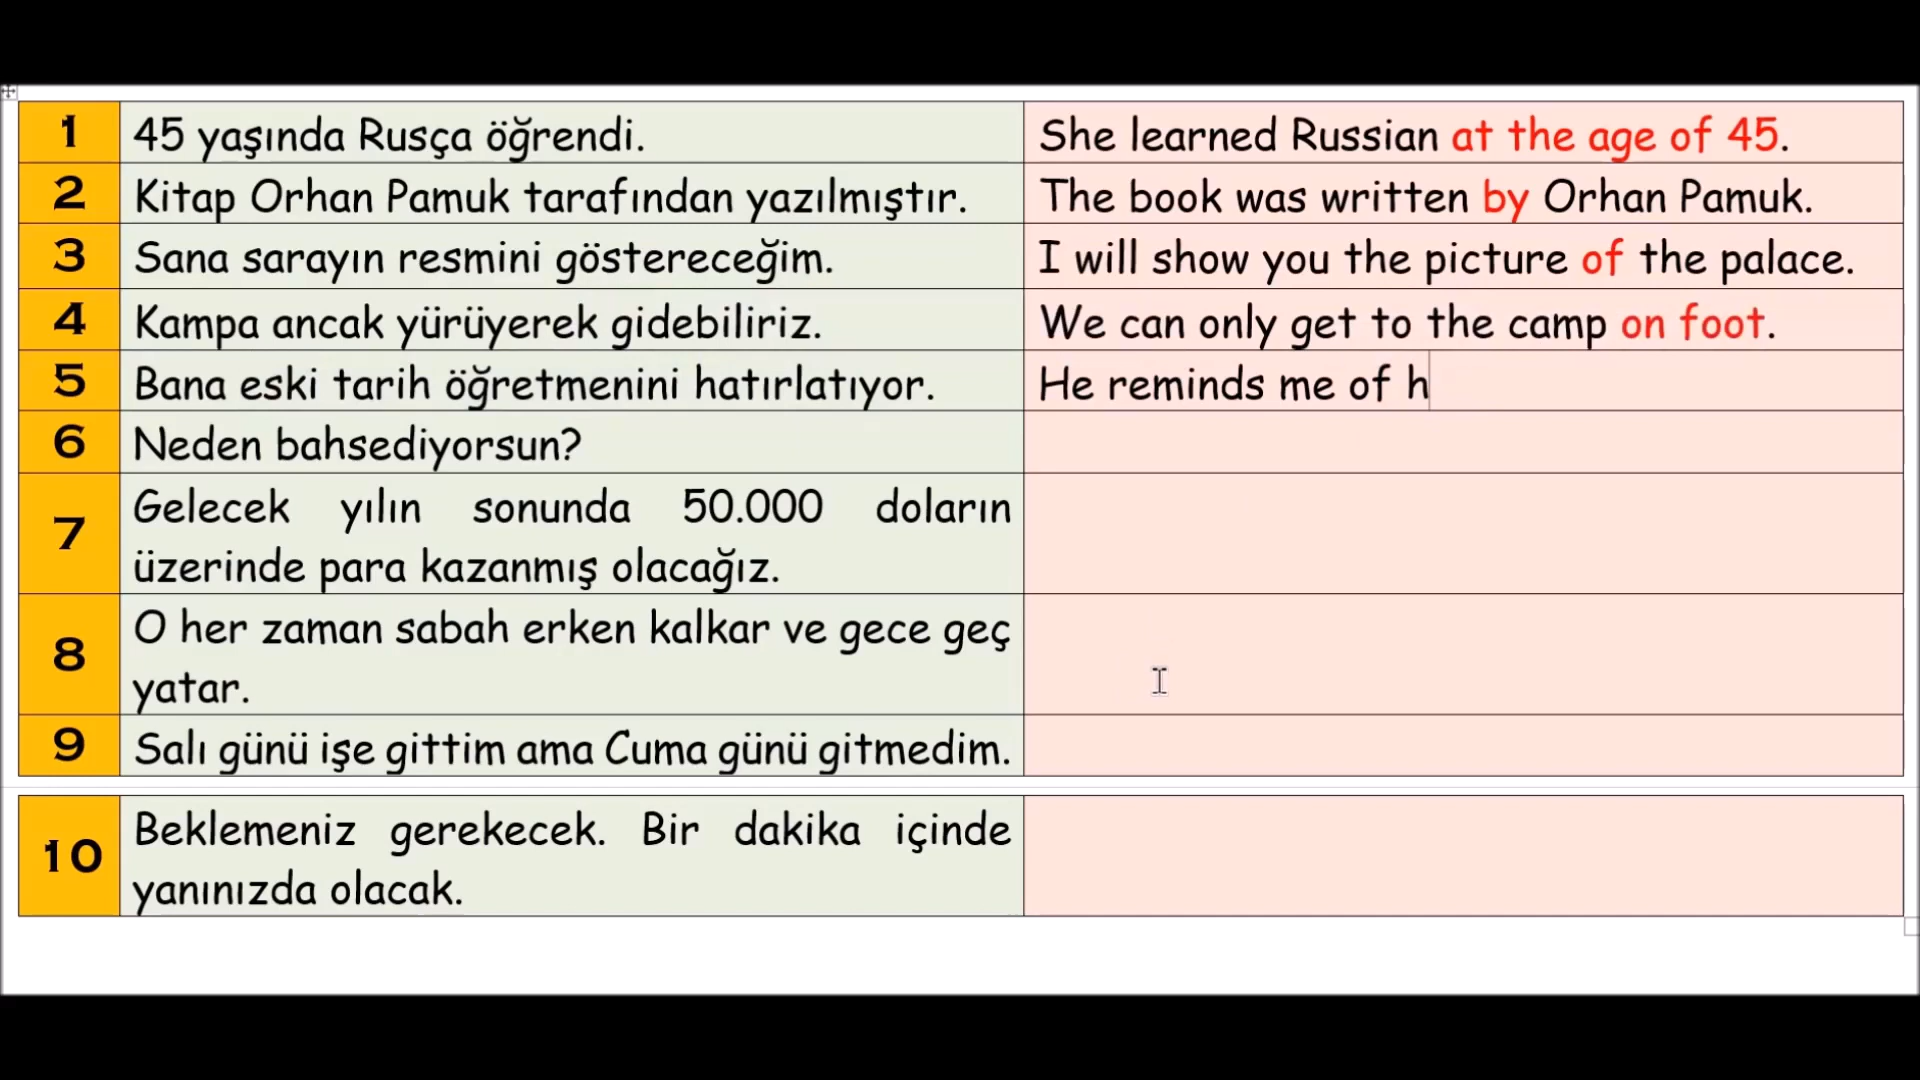 1 45 yaşında Rusça öğrendi. She learned Russian at the age of 45.
2 Kitap Orhan Pamuk tarafından yazılmıştır. The book was written by Orhan Pamuk.
3 Sana sarayın resmini göstereceğim. I will show you the picture of the palace.
4 Kampa ancak yürüyerek gidebiliriz. We can only get to the camp on foot.
5 Bana eski tarih öğretmenini hatırlatıyor. He reminds me of h
6 Neden bahsediyorsun?
7 Gelecek yılın sonunda 50.000 doların
üzerinde para kazanmış olacağız.
8 O her zaman sabah erken kalkar ve gece geç
yatar.
9 Salı günü işe gittim ama Cuma günü gitmedim.
10 Beklemeniz gerekecek. Bir dakika içinde
yanınızda olacak.